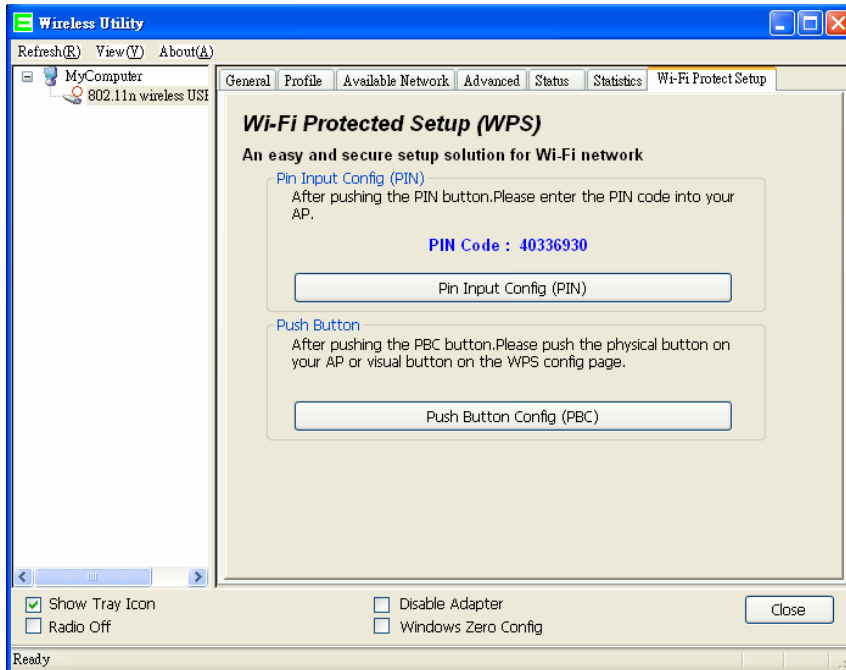 Wireless Utility
Refresh(R) View(V) About(A)
MyComputer
802.11n wireless USB
General Profile Available Network Advanced Status Statistics Wi-Fi Protect Setup
Wi-Fi Protected Setup (WPS)
An easy and secure setup solution for Wi-Fi network
Pin Input Config (PIN)
After pushing the PIN button.Please enter the PIN code into your
AP.
PIN Code : 40336930
Pin Input Config (PIN)
Push Button
After pushing the PBC button.Please push the physical button on
your AP or visual button on the WPS config page.
Push Button Config (PBC)
Show Tray Icon
Disable Adapter
Radio Off
Windows Zero Config
Close
Ready